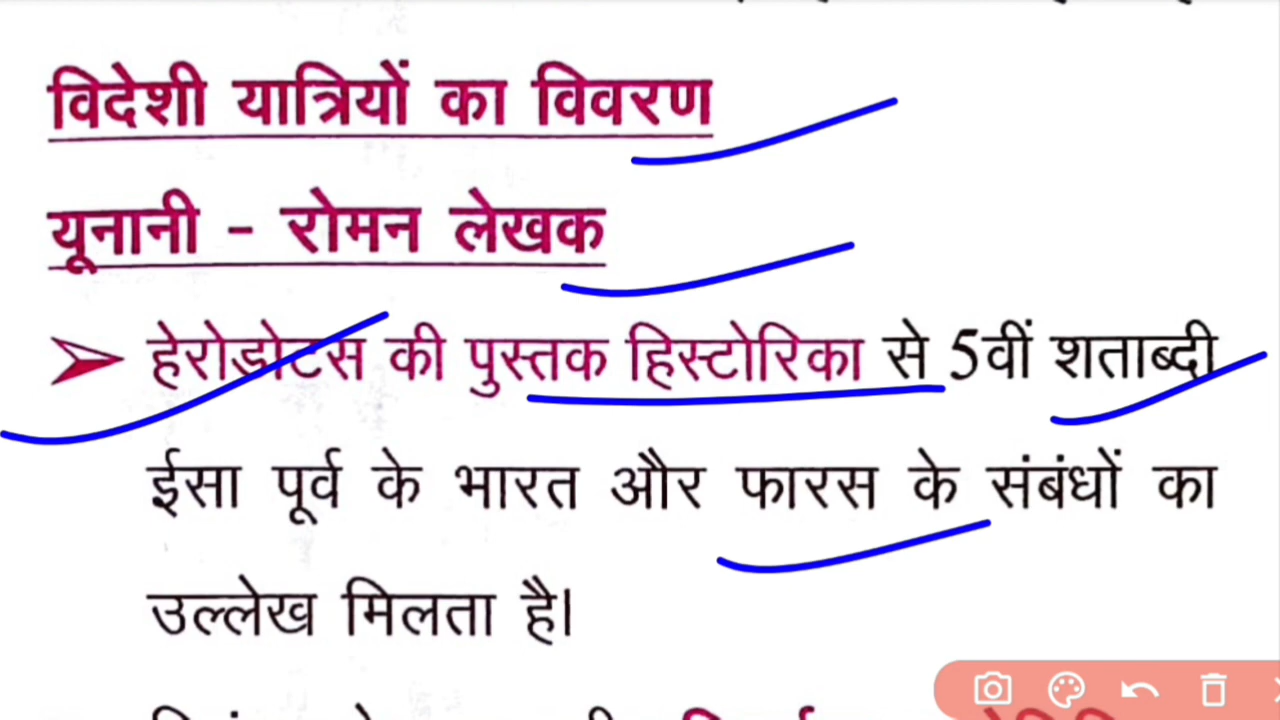 विदेशी यात्रियों का विवरण
यूनानी - रोमन लेखक
हेरोडोटस की पुस्तक हिस्टोरिका से 5वीं शताब्दी
ईसा पूर्व के भारत और फारस के संबंधों का
उल्लेख मिलता है।